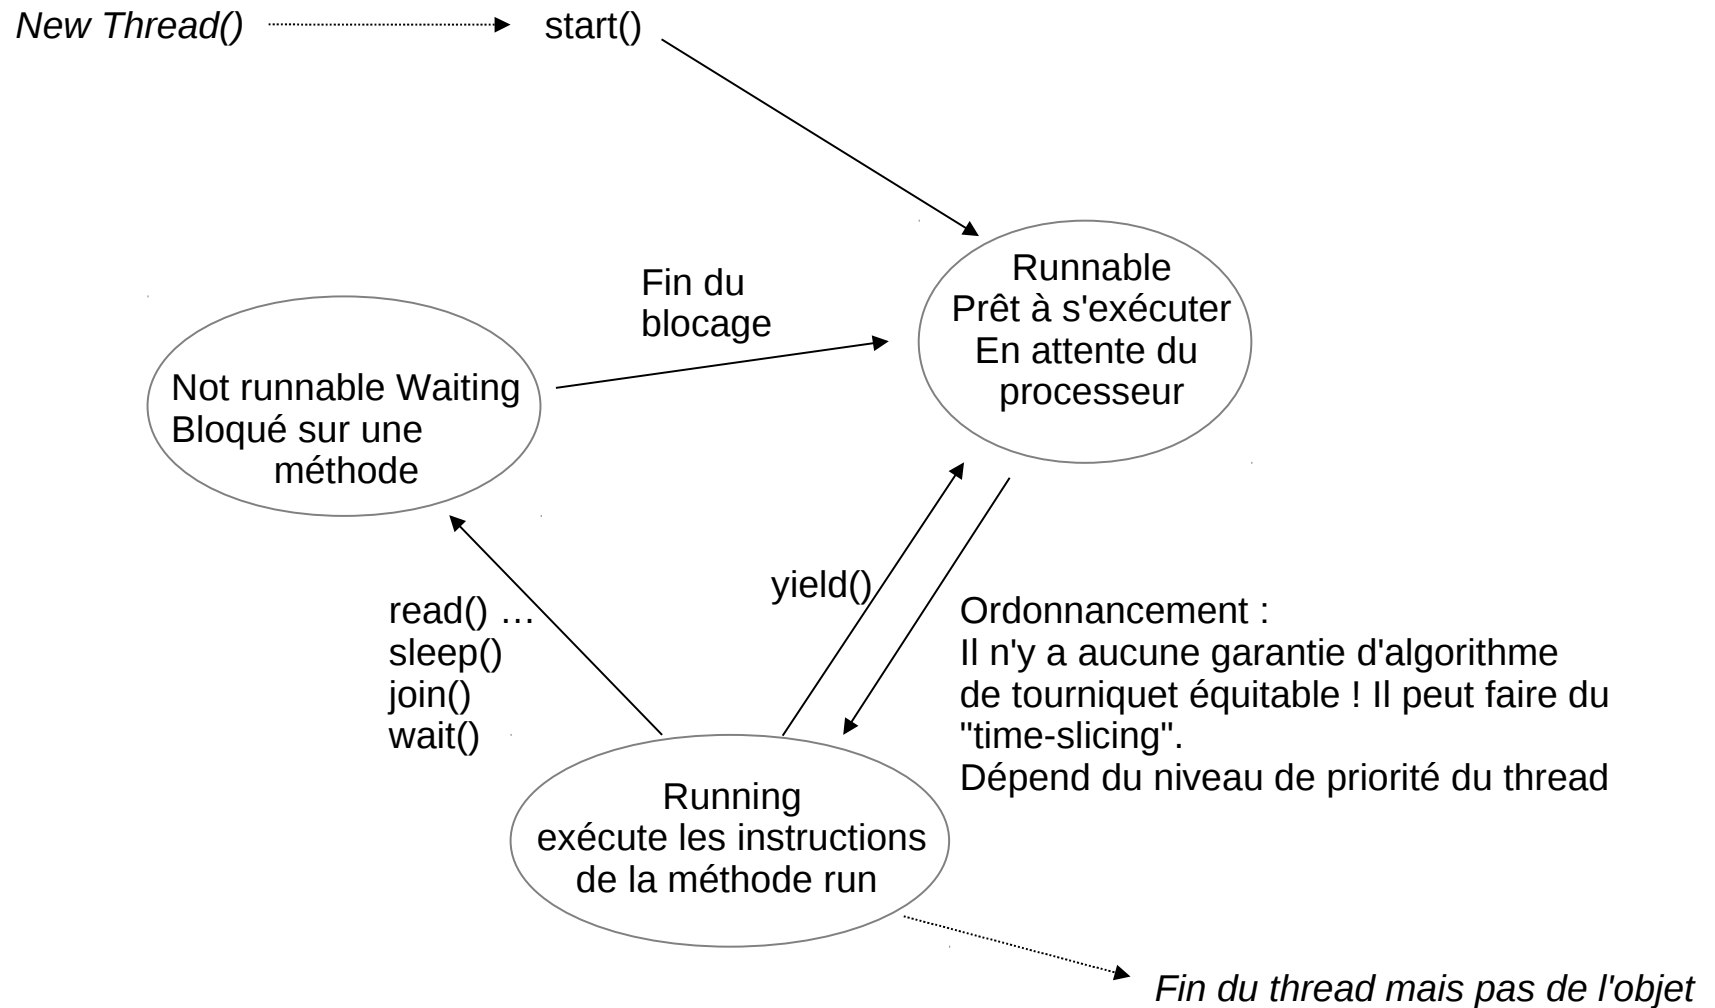 New Thread()
start()
Runnable
Prêt à s'exécuter
En attente du
processeur
Fin du
blocage
Not runnable Waiting
Bloqué sur une
méthode
yield()
read() …
sleep()
join()
wait()
Ordonnancement :
Il n'y a aucune garantie d'algorithme
de tourniquet équitable ! Il peut faire du
"time-slicing".
Dépend du niveau de priorité du thread
Running
exécute les instructions
de la méthode run
Fin du thread mais pas de l'objet